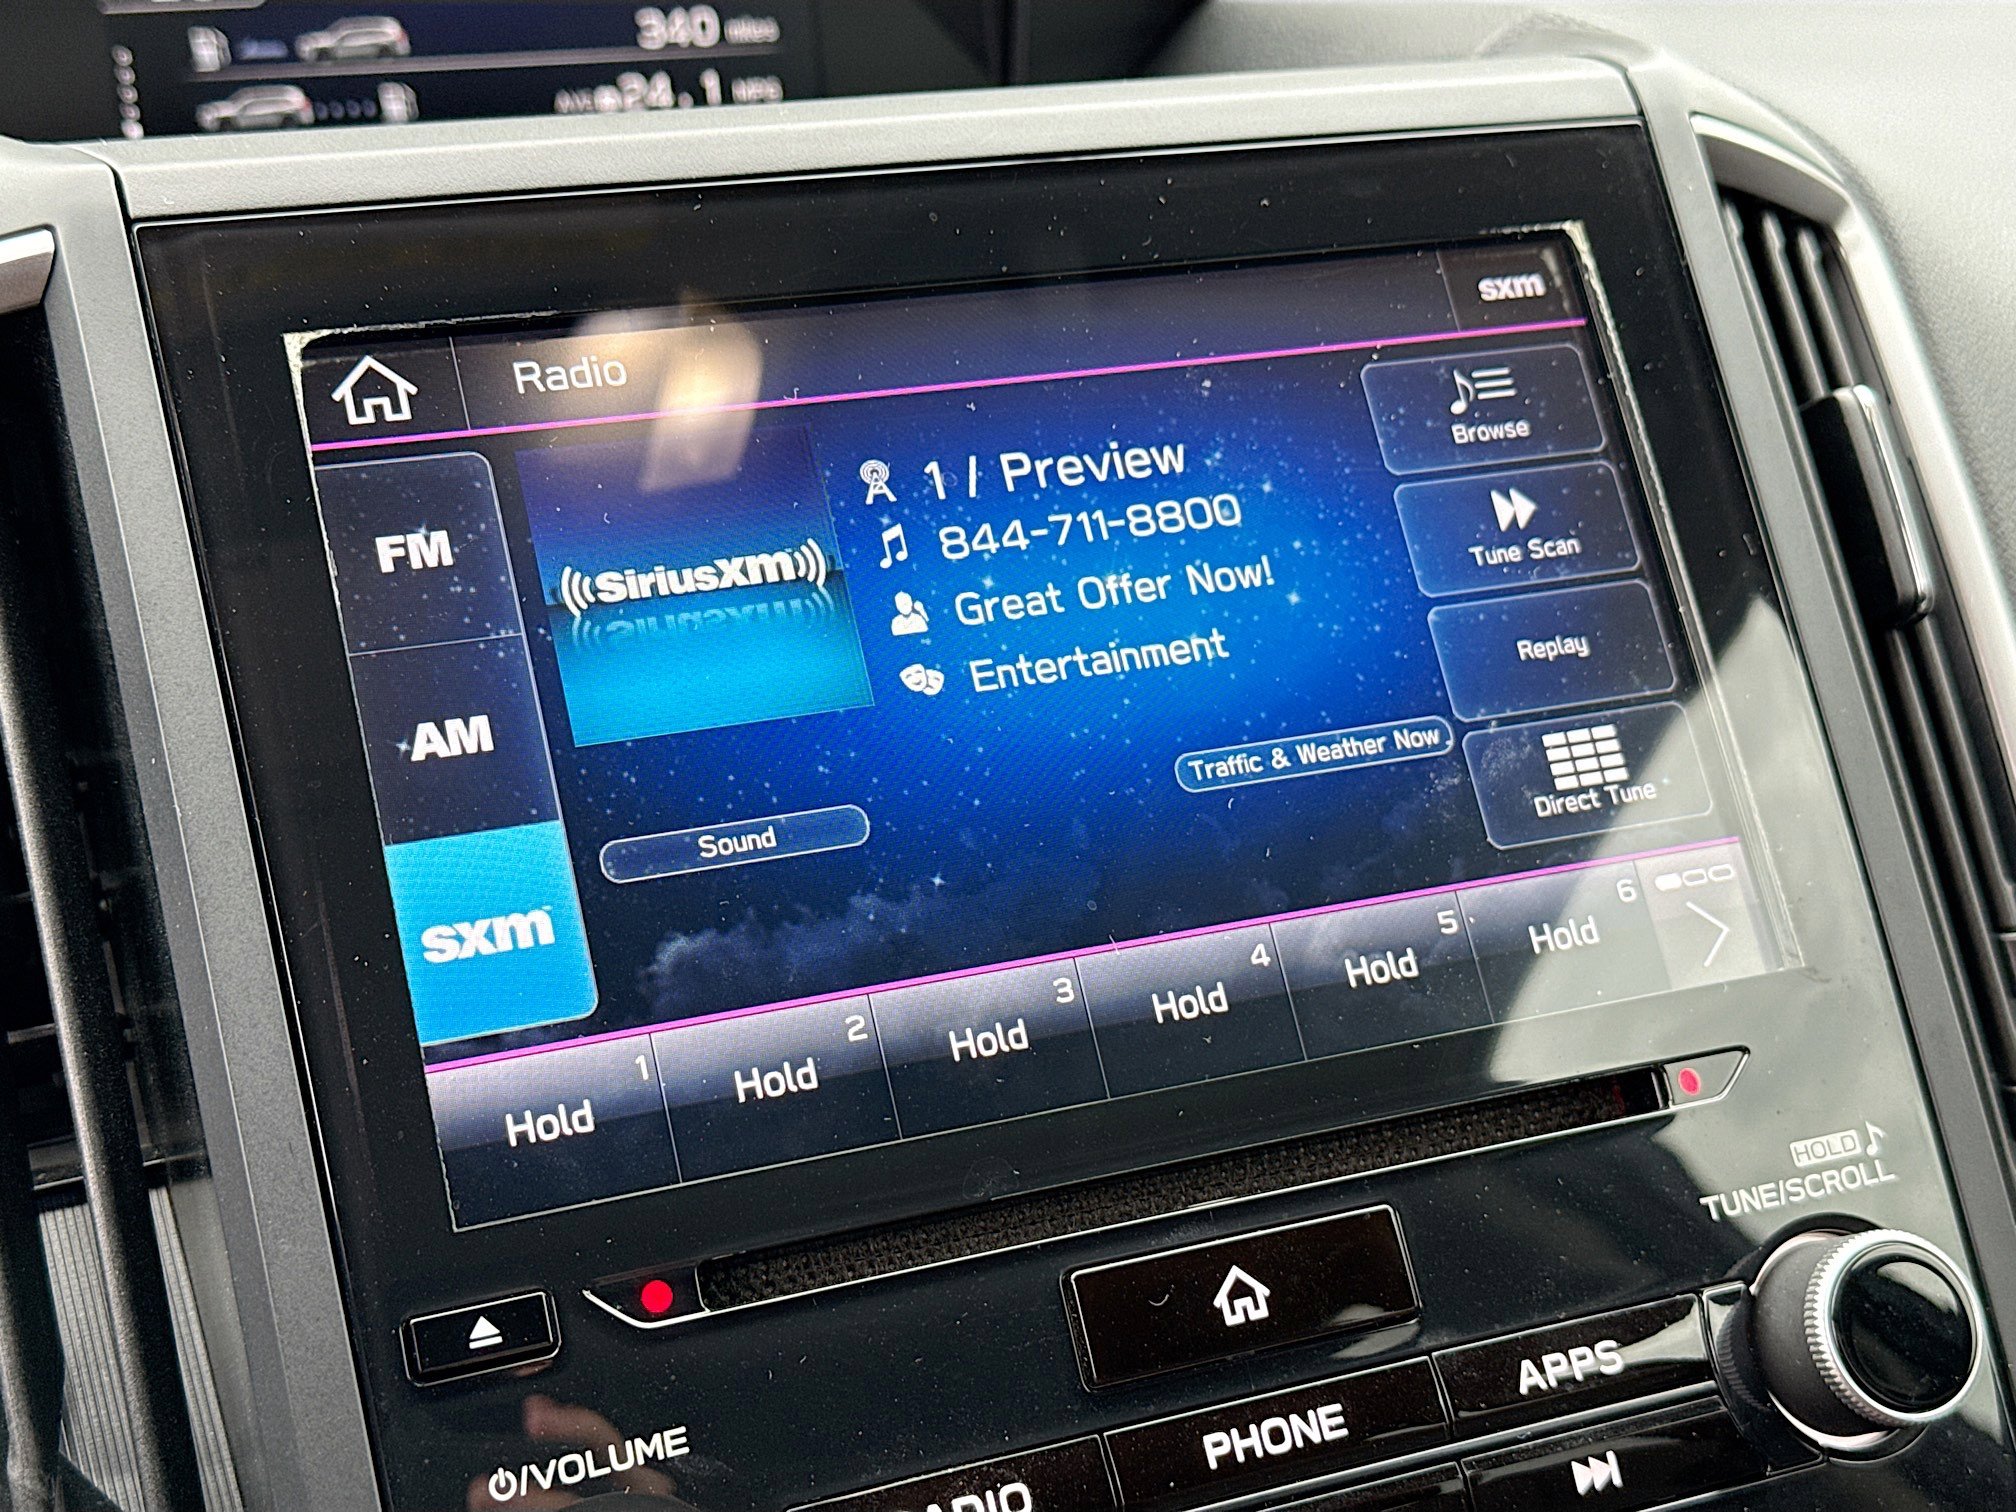 340 miles
AVE 24.1 MPG
sxm
Radio
Browse
FM
1 / Preview
844-711-8800
Tune Scan
((SiriusXM))
Great Offer Now!
Replay
Entertainment
AM
Traffic & Weather Now
Direct Tune
Sound
sxm
1 Hold
2 Hold
3 Hold
4 Hold
5 Hold
6 Hold
HOLD
TUNE/SCROLL
APPS
PHONE
/VOLUME